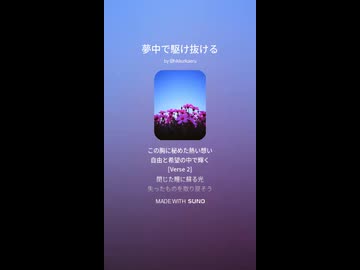 夢中で駆け抜ける
この胸に秘めた熱い想い
自由と希望の中で輝く
[Verse 2]
閉じた瞳に蘇る光
失ったものを取り戻そう
MADE WITH SUNO